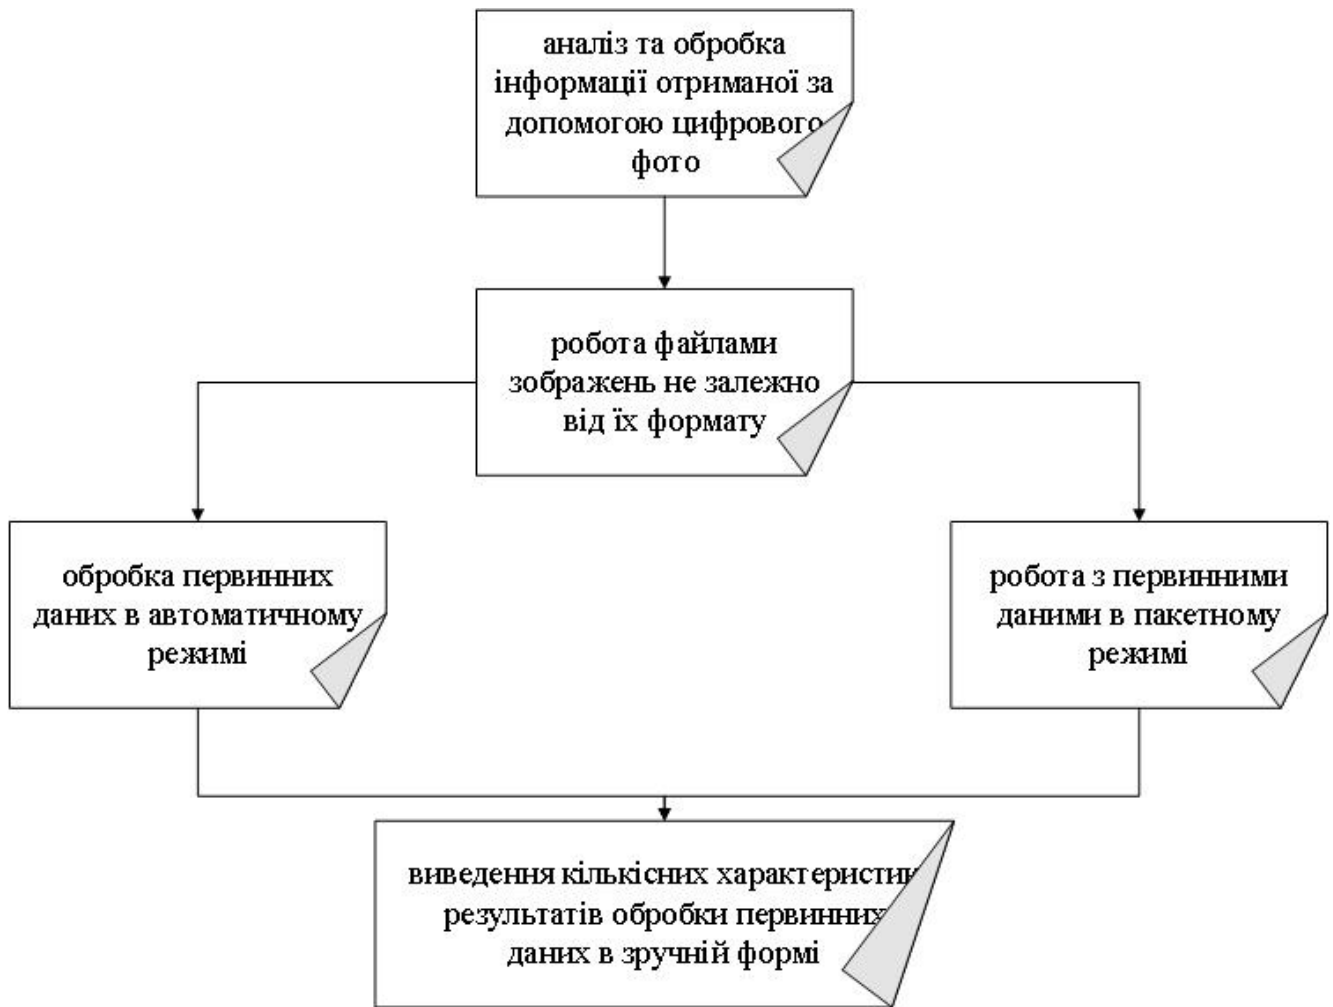 аналіз та обробка
інформації отриманої за
допомогою цифрового
фото
робота файлами
зображень не залежно
від їх формату
обробка первинних
даних в автоматичному
режимі
робота з первинними
даними в пакетному
режимі
виведення кількісних характеристик
результатів обробки первинних
даних в зручній формі